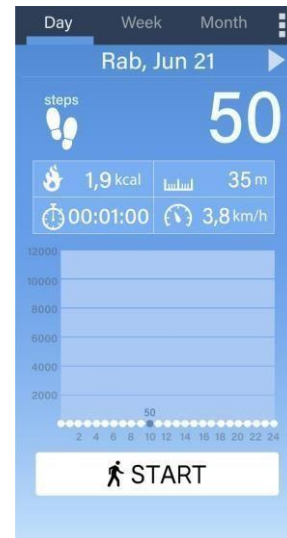 Day Week Month
Rab, Jun 21
steps
50
1,9 kcal 35 m
00:01:00 3,8 km/h
12000
10000
8000
6000
4000
2000
50
2 4 6 8 10 12 14 16 18 20 22 24
START